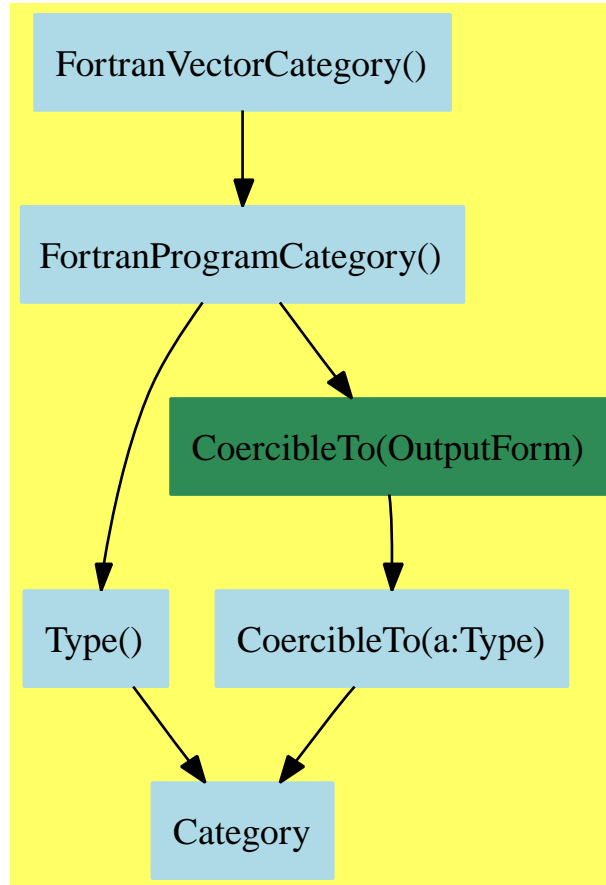 FortranVectorCategory()
FortranProgramCategory()
CoercibleTo(OutputForm)
Type()
CoercibleTo(a:Type)
Category